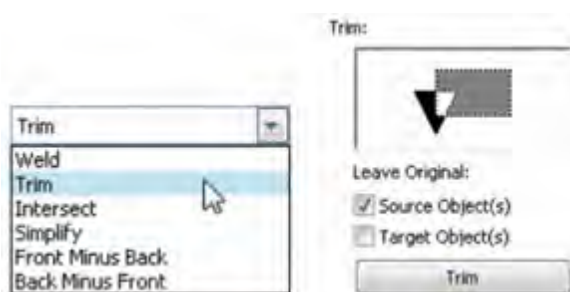 Trim
Weld
Trim
Intersect
Simplify
Front Minus Back
Back Minus Front
Trim:
Leave Original:
Source Object(s)
Target Object(s)
Trim